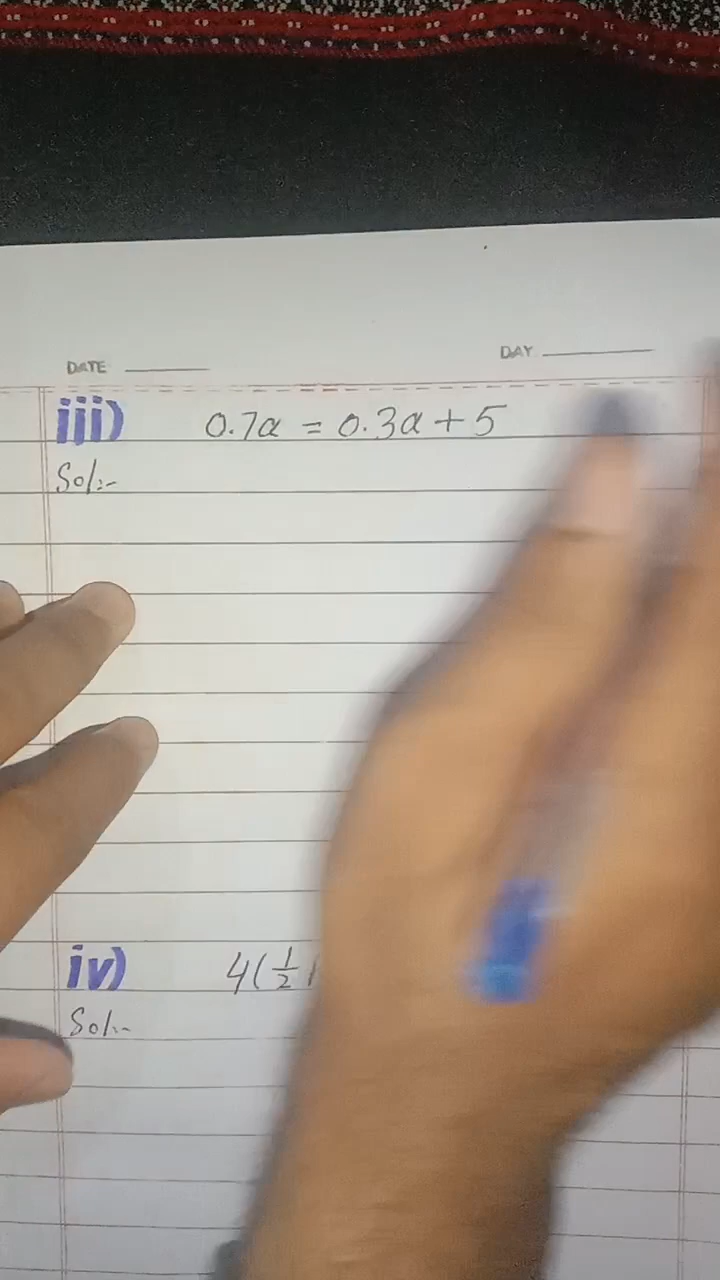 DATE
DAY
iii) 0.7a = 0.3a + 5
Sol:-
iv) 4(1/2
Sol:-